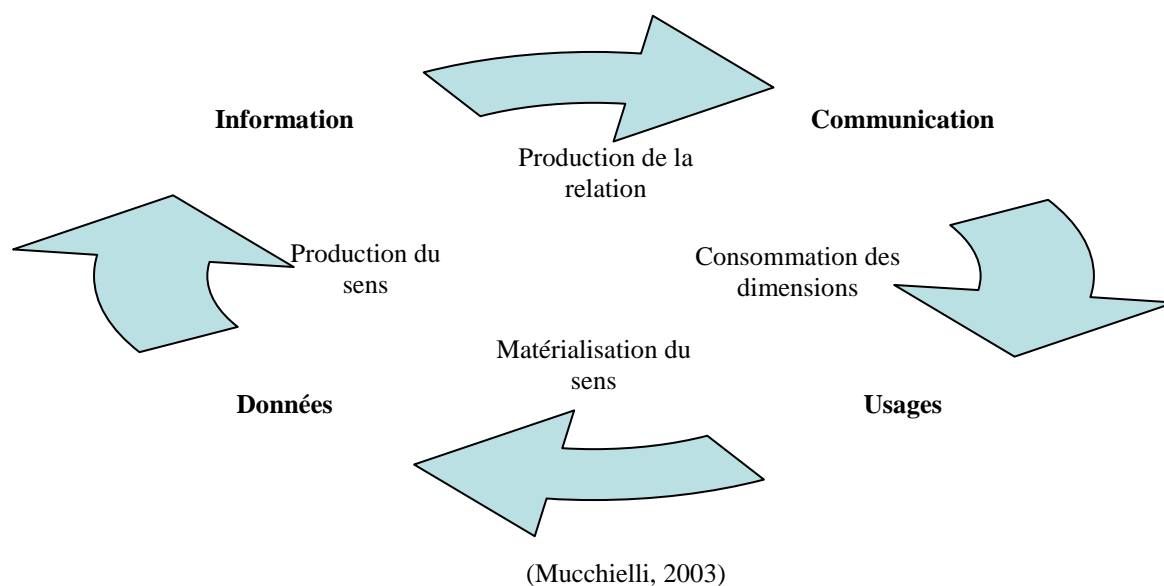 Information
Communication
Production de la
relation
Production du
sens
Consommation des
dimensions
Matérialisation du
sens
Données
Usages
(Mucchielli, 2003)